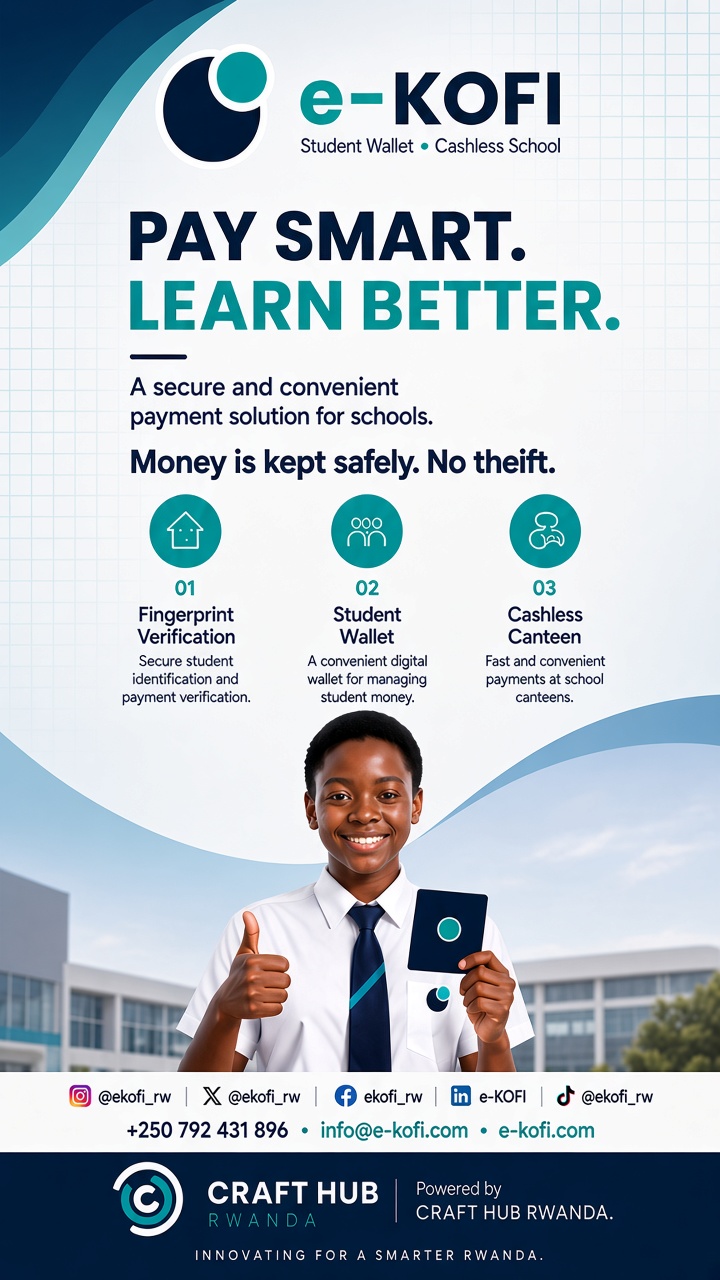 e-KOFI
Student Wallet • Cashless School
PAY SMART.
LEARN BETTER.
A secure and convenient
payment solution for schools.
Money is kept safely. No theift.
01
Fingerprint
Verification
Secure student
identification and
payment verification.
02
Student
Wallet
A convenient digital
wallet for managing
student money.
03
Cashless
Canteen
Fast and convenient
payments at school
canteens.
@ekofi_rw | @ekofi_rw | ekofi_rw | e-KOFI | @ekofi_rw
+250 792 431 896 • info@e-kofi.com • e-kofi.com
CRAFT HUB
RWANDA
Powered by
CRAFT HUB RWANDA.
INNOVATING FOR A SMARTER RWANDA.